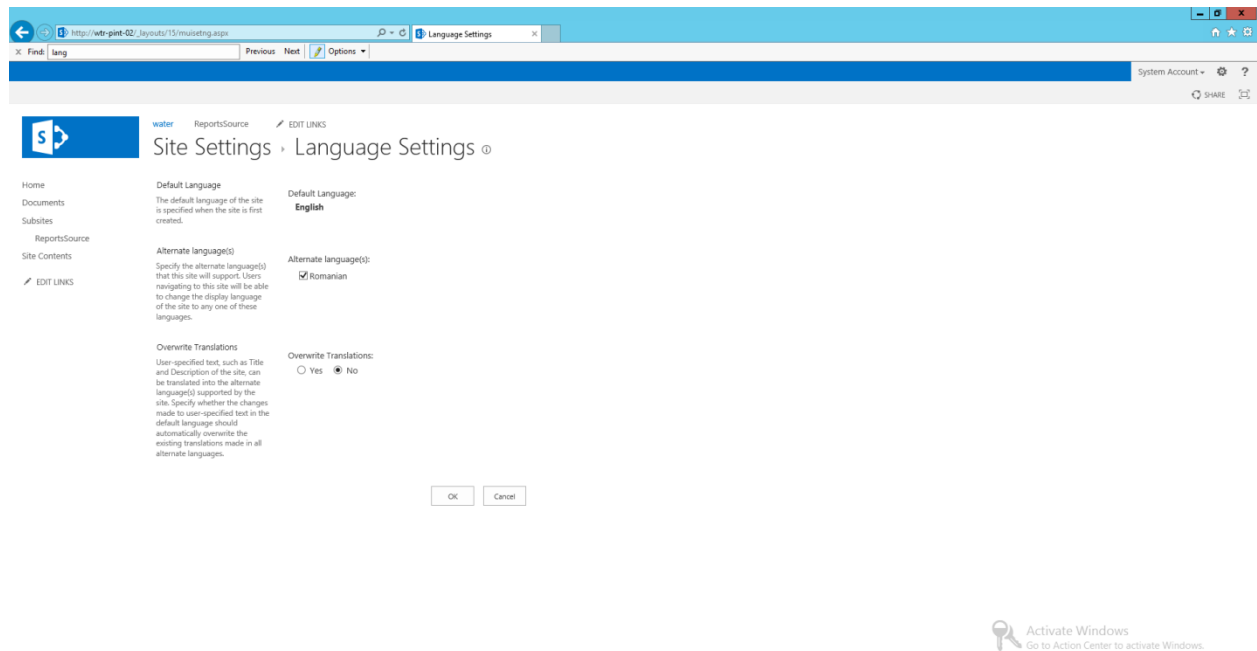 http://wtr-pint-02/_layouts/15/muisetng.aspx
Language Settings
Find: lang
Previous Next
Options
System Account
?
SHARE
S
water ReportsSource EDIT LINKS
Site Settings Language Settings
Home
Documents
Subsites
ReportsSource
Site Contents
EDIT LINKS
Default Language
The default language of the site
is specified when the site is first
created.
Default Language:
English
Alternate language(s)
Specify the alternate language(s)
that this site will support. Users
navigating to this site will be able
to change the display language
of the site to any one of these
languages.
Alternate language(s):
Romanian
Overwrite Translations
User-specified text, such as Title
and Description of the site, can
be translated into the alternate
language(s) supported by the
site. Specify whether the changes
made to user-specified text in the
default language should
automatically overwrite the
existing translations made in all
alternate languages.
Overwrite Translations:
Yes No
OK Cancel
Activate Windows
Go to Action Center to activate Windows.